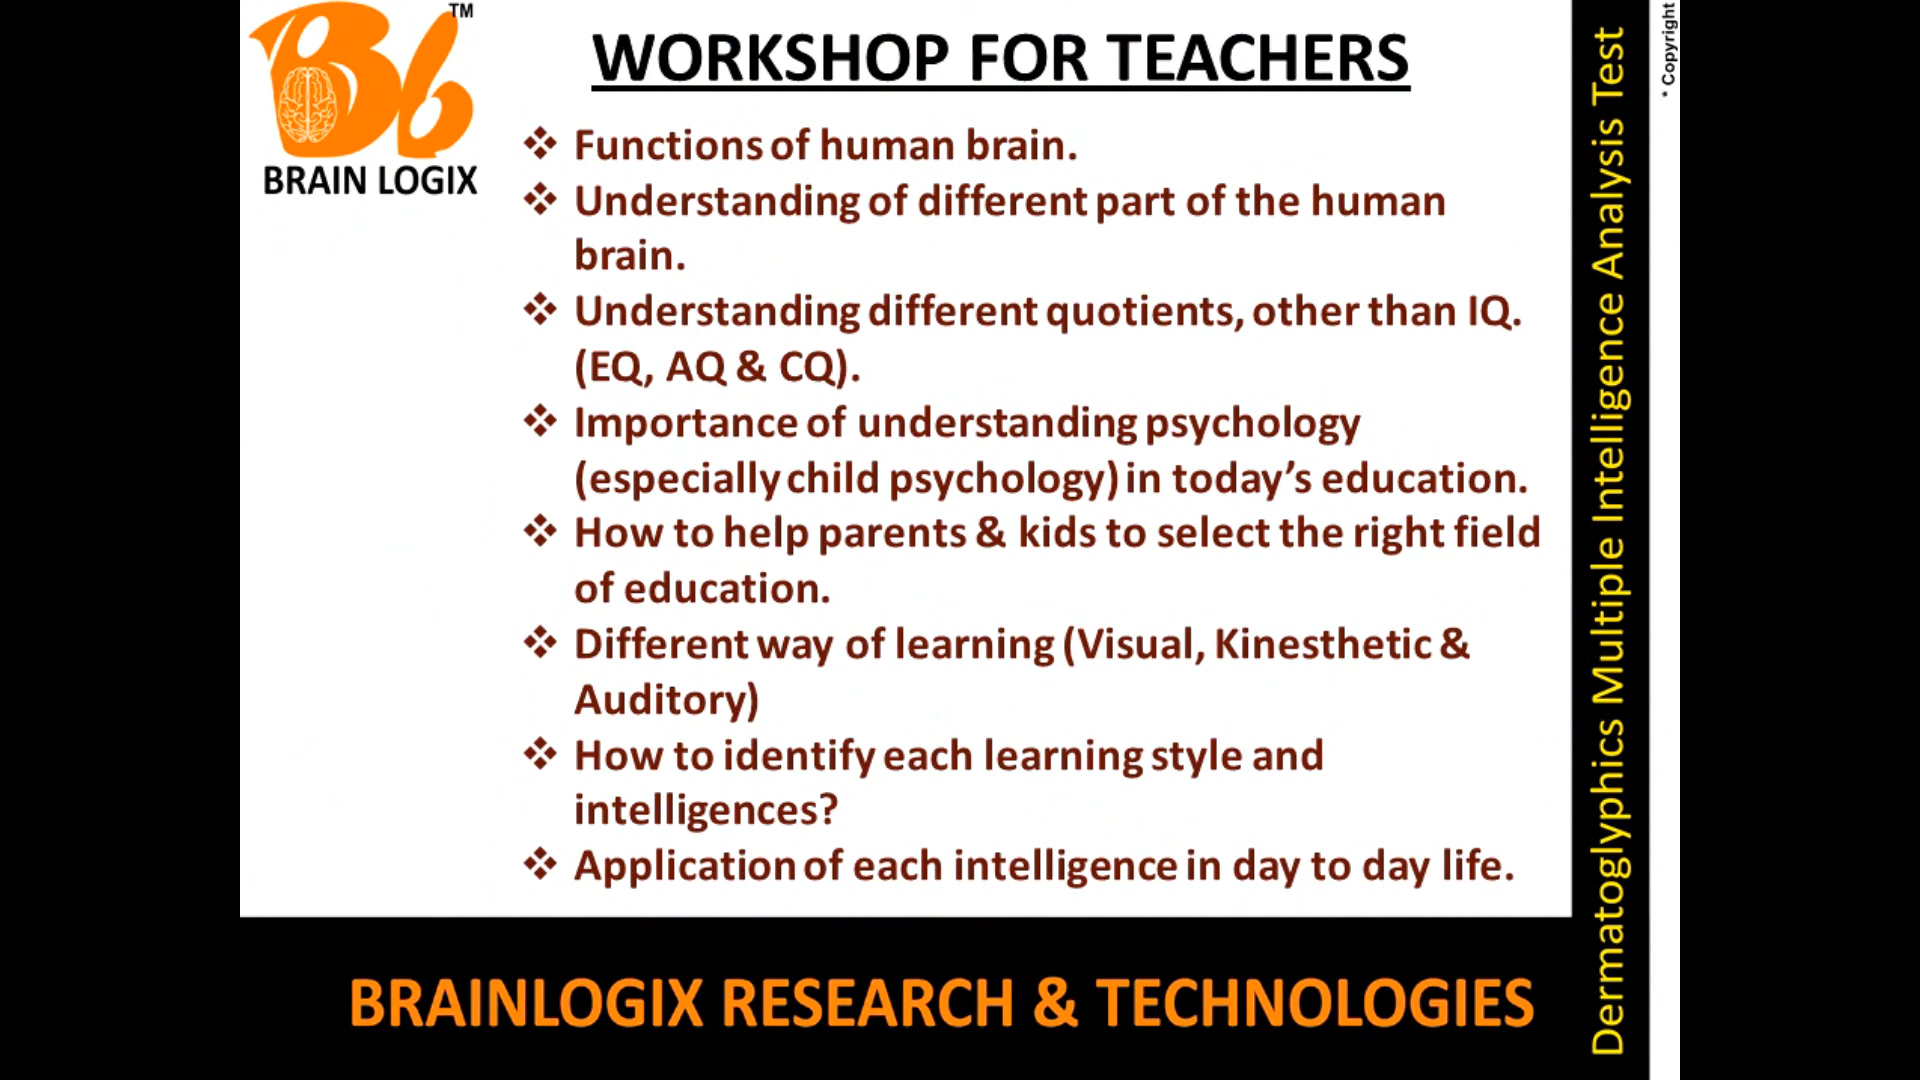 TM
BRAIN LOGIX
WORKSHOP FOR TEACHERS
❖ Functions of human brain.
❖ Understanding of different part of the human
brain.
❖ Understanding different quotients, other than IQ.
(EQ, AQ & CQ).
❖ Importance of understanding psychology
(especially child psychology) in today’s education.
❖ How to help parents & kids to select the right field
of education.
❖ Different way of learning (Visual, Kinesthetic &
Auditory)
❖ How to identify each learning style and
intelligences?
❖ Application of each intelligence in day to day life.
BRAINLOGIX RESEARCH & TECHNOLOGIES
Dermatoglyphics Multiple Intelligence Analysis Test
* Copyright